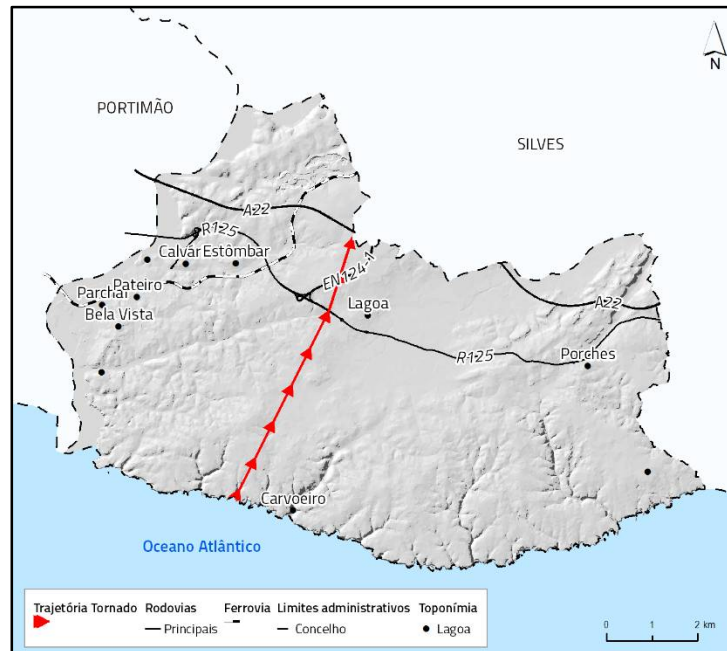 N
PORTIMÃO
SILVES
A22
R125
Calvár Estômbar
EN124-1
Pateiro
Parchal
Lagoa
A22
Bela Vista
R125
Porches
Carvoeiro
Oceano Atlântico
Trajetória Tornado Rodovias Ferrovia Limites administrativos Toponímia
Principais Concelho Lagoa
0 1 2 km